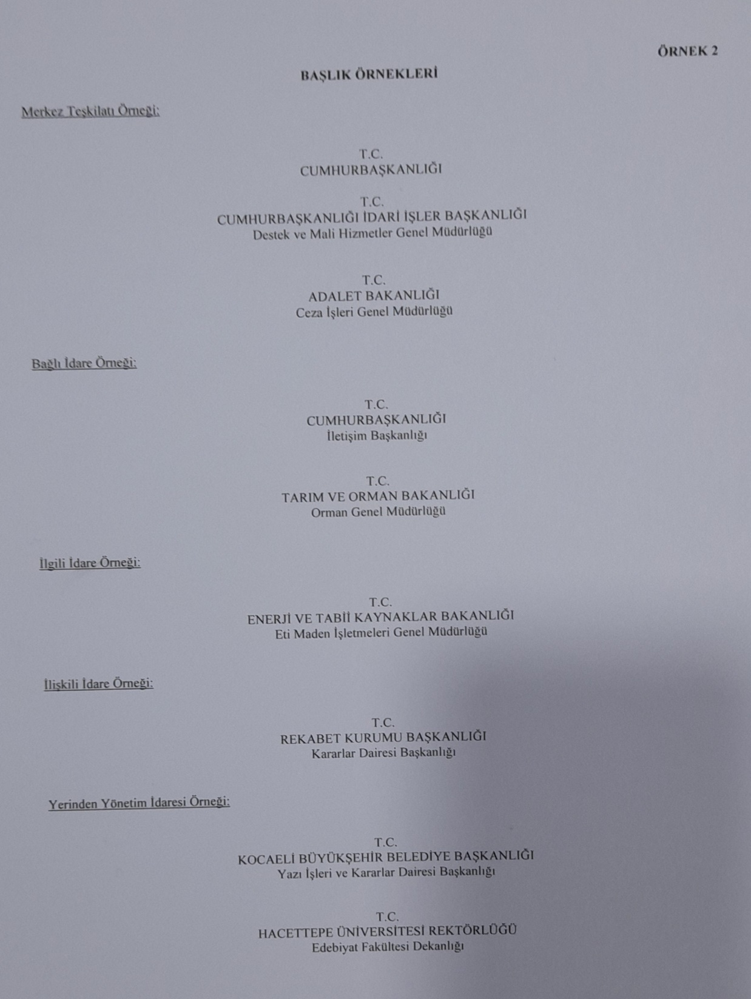 ÖRNEK 2
BAŞLIK ÖRNEKLERİ
Merkez Teşkilatı Örneği:
T.C.
CUMHURBAŞKANLIĞI
T.C.
CUMHURBAŞKANLIĞI İDARİ İŞLER BAŞKANLIĞI
Destek ve Mali Hizmetler Genel Müdürlüğü
T.C.
ADALET BAKANLIĞI
Ceza İşleri Genel Müdürlüğü
Bağlı İdare Örneği:
T.C.
CUMHURBAŞKANLIĞI
İletişim Başkanlığı
T.C.
TARIM VE ORMAN BAKANLIĞI
Orman Genel Müdürlüğü
İlgili İdare Örneği:
T.C.
ENERJİ VE TABİİ KAYNAKLAR BAKANLIĞI
Eti Maden İşletmeleri Genel Müdürlüğü
İlişkili İdare Örneği:
T.C.
REKABET KURUMU BAŞKANLIĞI
Kararlar Dairesi Başkanlığı
Yerinden Yönetim İdaresi Örneği:
T.C.
KOCAELİ BÜYÜKŞEHİR BELEDİYE BAŞKANLIĞI
Yazı İşleri ve Kararlar Dairesi Başkanlığı
T.C.
HACETTEPE ÜNİVERSİTESİ REKTÖRLÜĞÜ
Edebiyat Fakültesi Dekanlığı